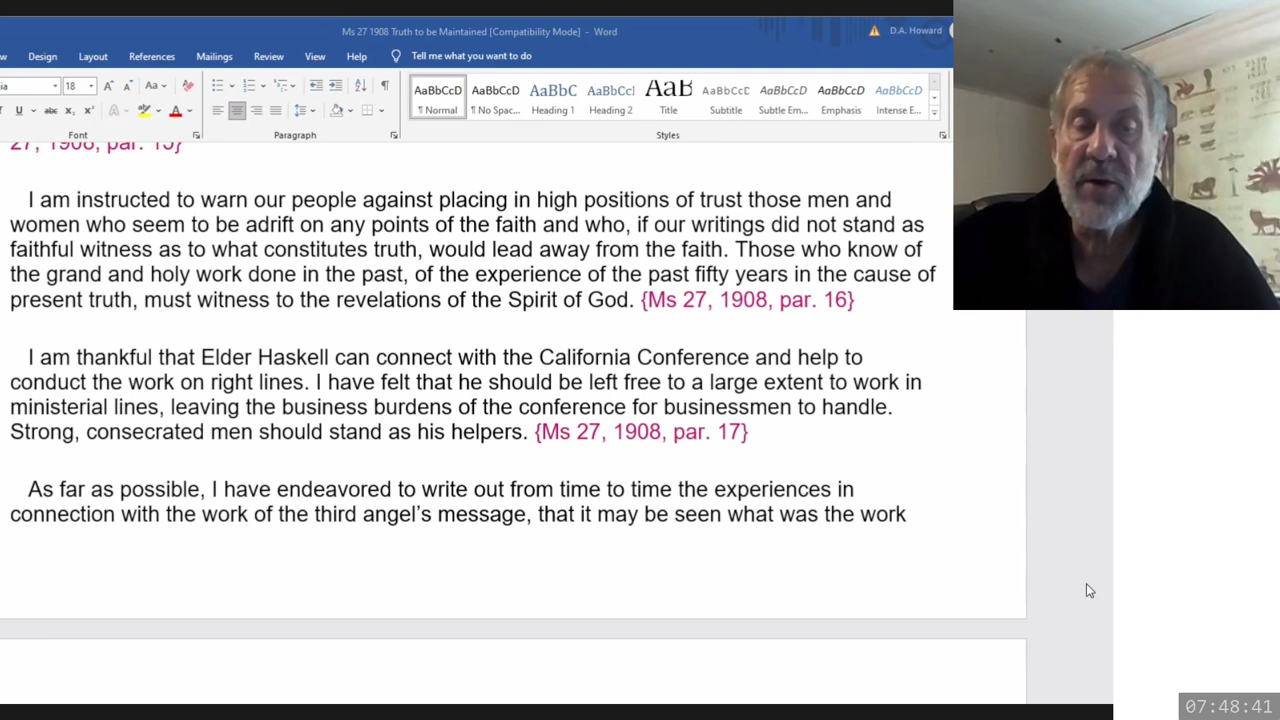 Ms 27 1908 Truth to be Maintained [Compatibility Mode] - Word
D.A. Howard
Design Layout References Mailings Review View Help Tell me what you want to do
18 Aa
AaBbCcD AaBbCcD AaBbC AaBbCcI AaB AaBbCcC AaBbCcD AaBbCcD AaBbCcD
¶ Normal ¶ No Spac... Heading 1 Heading 2 Title Subtitle Subtle Em... Emphasis Intense E...
Font Paragraph Styles
27, 1908, par. 15}
I am instructed to warn our people against placing in high positions of trust those men and
women who seem to be adrift on any points of the faith and who, if our writings did not stand as
faithful witness as to what constitutes truth, would lead away from the faith. Those who know of
the grand and holy work done in the past, of the experience of the past fifty years in the cause of
present truth, must witness to the revelations of the Spirit of God. {Ms 27, 1908, par. 16}
I am thankful that Elder Haskell can connect with the California Conference and help to
conduct the work on right lines. I have felt that he should be left free to a large extent to work in
ministerial lines, leaving the business burdens of the conference for businessmen to handle.
Strong, consecrated men should stand as his helpers. {Ms 27, 1908, par. 17}
As far as possible, I have endeavored to write out from time to time the experiences in
connection with the work of the third angel's message, that it may be seen what was the work
07:48:41